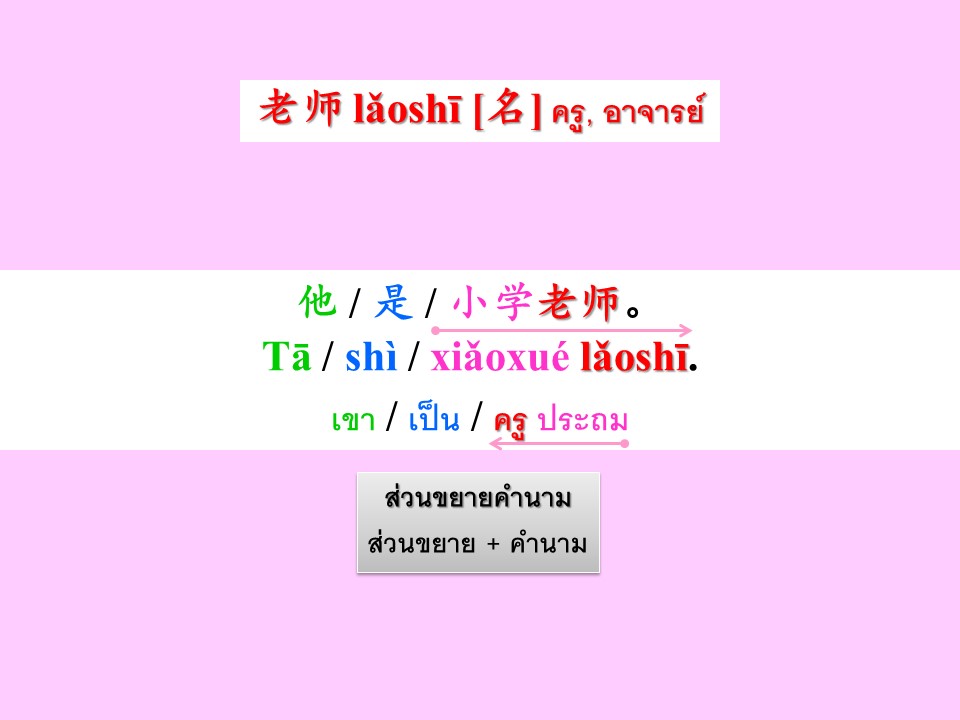 老师 lǎoshī [名] ครู, อาจารย์
他 / 是 / 小学老师。
Tā / shì / xiǎoxué lǎoshī.
เขา / เป็น / ครู ประถม
ส่วนขยายคำนาม
ส่วนขยาย + คำนาม